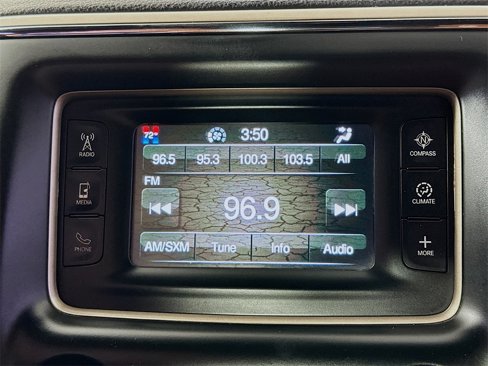 72°
3:50
96.5 95.3 100.3 103.5 All
FM
96.9
AM/SXM Tune Info Audio
RADIO
MEDIA
PHONE
COMPASS
CLIMATE
MORE